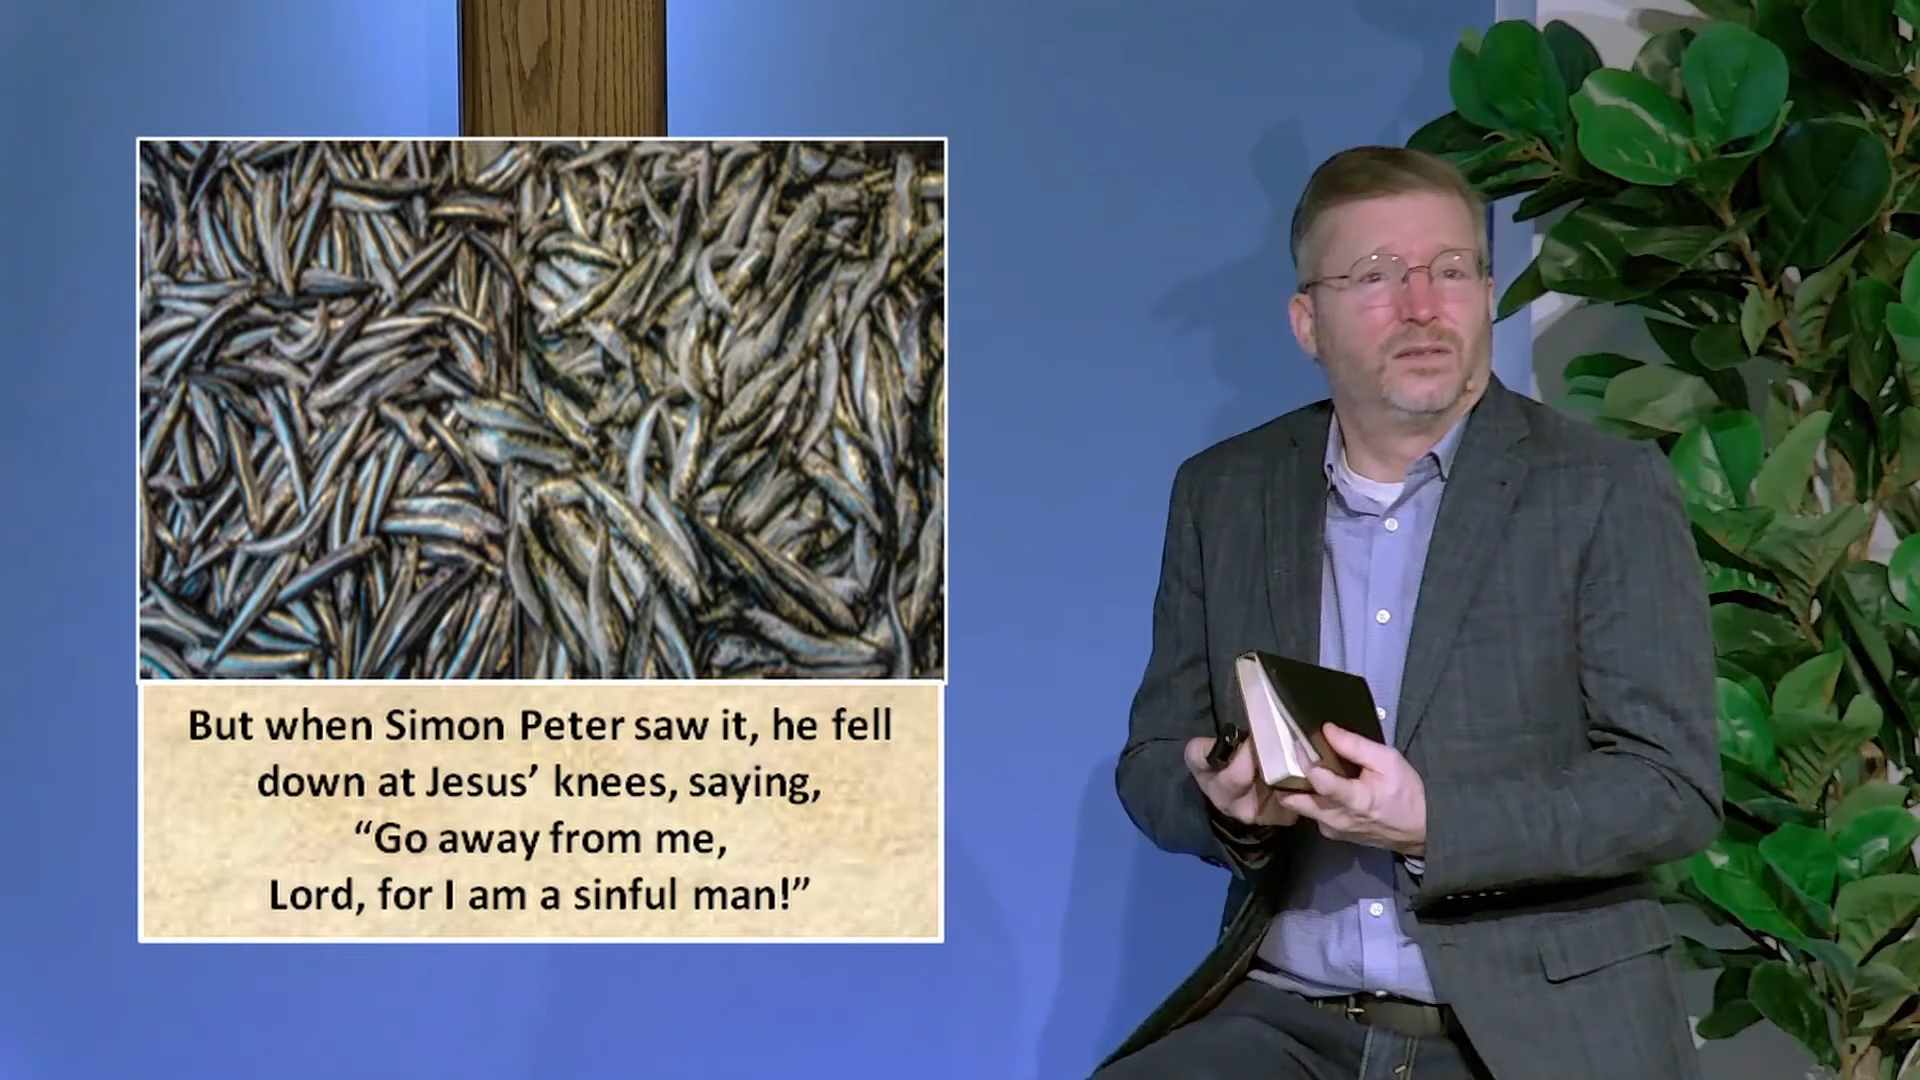 But when Simon Peter saw it, he fell
down at Jesus’ knees, saying,
“Go away from me,
Lord, for I am a sinful man!”